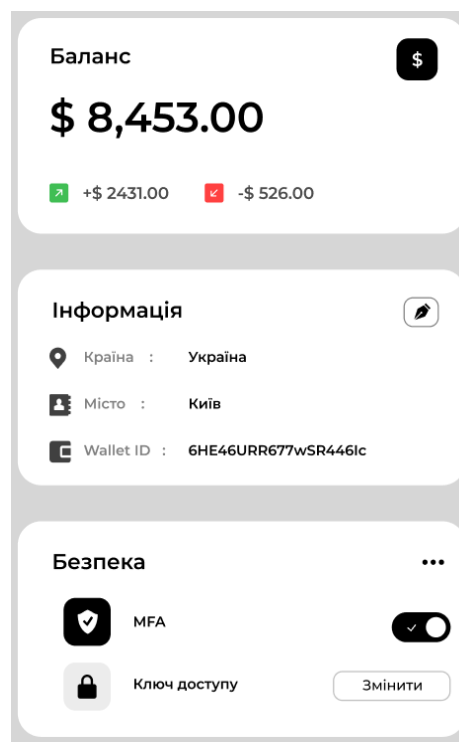 Баланс
$
$ 8,453.00
+$ 2431.00 -$ 526.00
Інформація
Країна : Україна
Місто : Київ
Wallet ID : 6HE46URR677wSR446Ic
Безпека
MFA
Ключ доступу Змінити